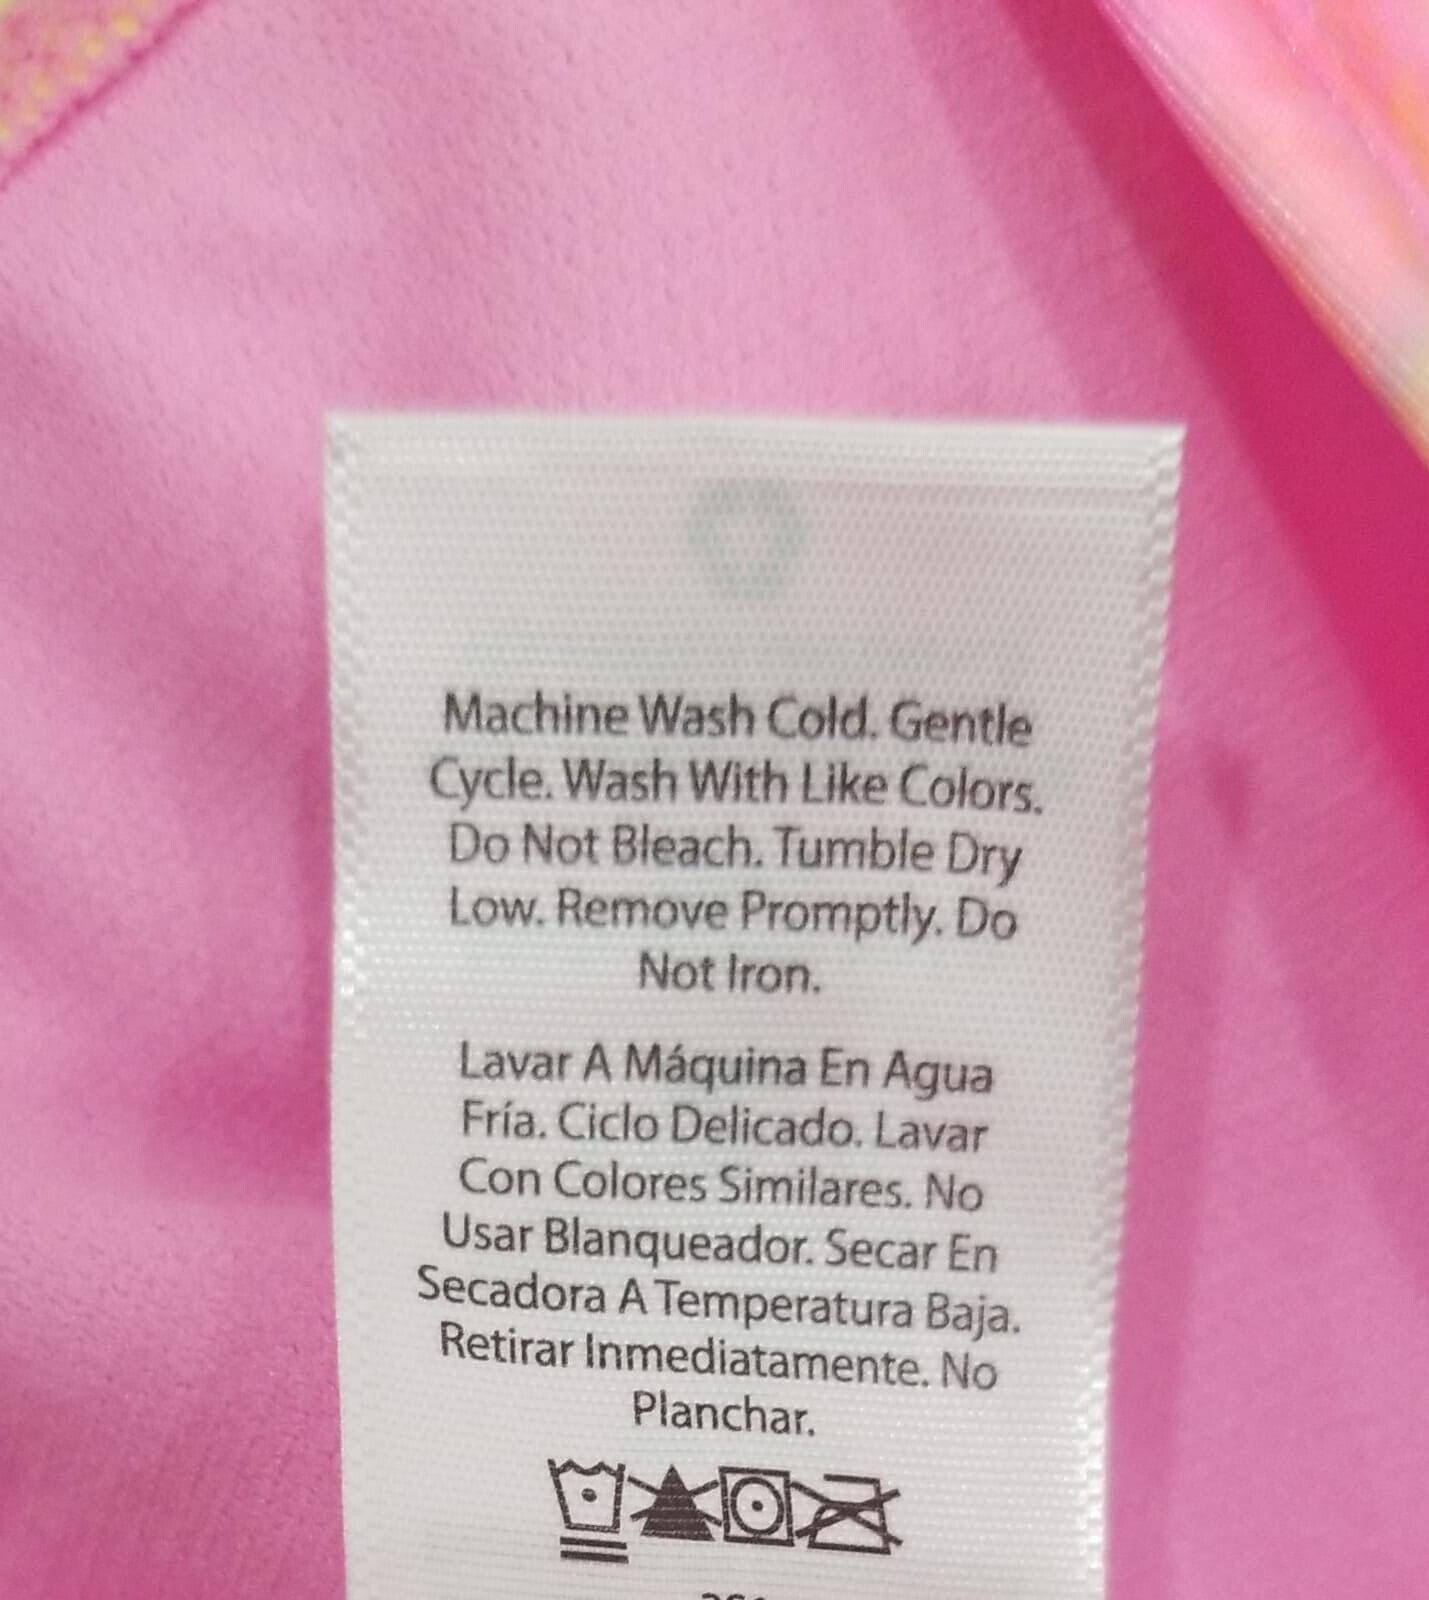 Machine Wash Cold. Gentle
Cycle. Wash With Like Colors.
Do Not Bleach. Tumble Dry
Low. Remove Promptly. Do
Not Iron.
Lavar A Máquina En Agua
Fría. Ciclo Delicado. Lavar
Con Colores Similares. No
Usar Blanqueador. Secar En
Secadora A Temperatura Baja.
Retirar Inmediatamente. No
Planchar.